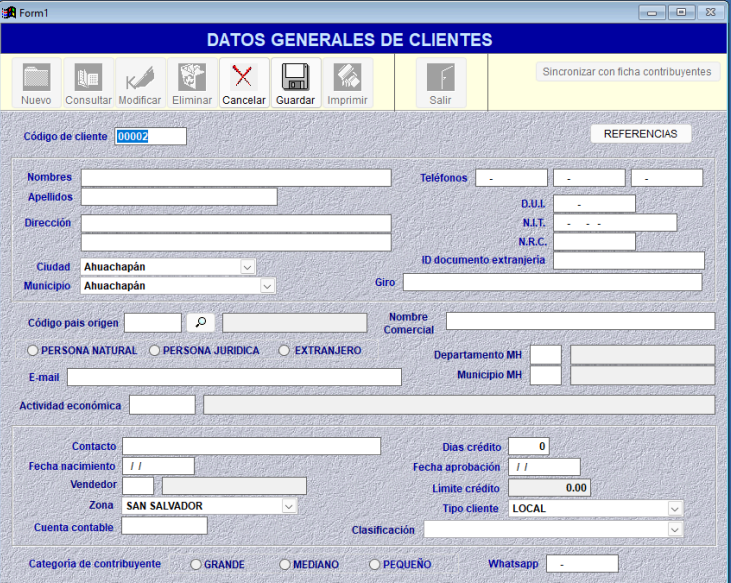 Form1
DATOS GENERALES DE CLIENTES
Nuevo Consultar Modificar Eliminar Cancelar Guardar Imprimir Salir Sincronizar con ficha contribuyentes
Código de cliente 00002 REFERENCIAS
Nombres Teléfonos - - -
Apellidos D.U.I. -
Dirección N.I.T. - - -
N.R.C.
Ciudad Ahuachapán ID documento extranjeria
Municipio Ahuachapán Giro
Código pais origen Nombre Comercial
PERSONA NATURAL PERSONA JURIDICA EXTRANJERO Departamento MH
E-mail Municipio MH
Actividad económica
Contacto Dias crédito 0
Fecha nacimiento / / Fecha aprobación / /
Vendedor Limite crédito 0.00
Zona SAN SALVADOR Tipo cliente LOCAL
Cuenta contable Clasificación
Categoria de contribuyente GRANDE MEDIANO PEQUEÑO Whatsapp -